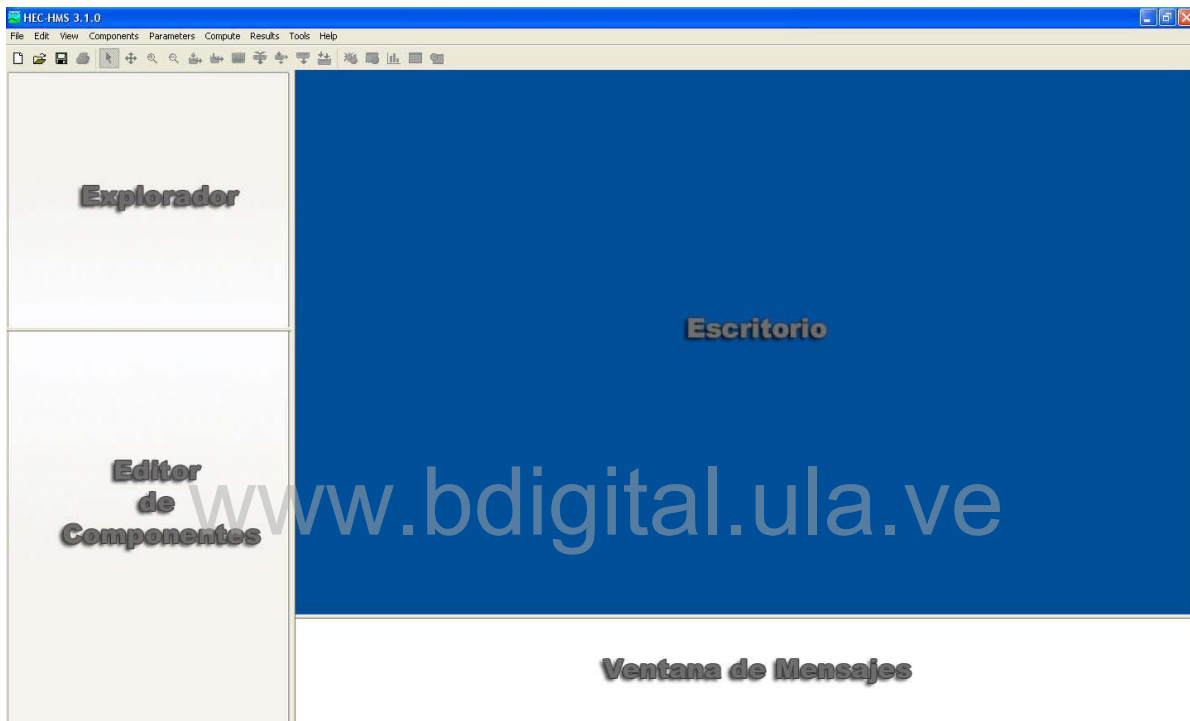 HEC-HMS 3.1.0
File Edit View Components Parameters Compute Results Tools Help
Explorador
Escritorio
Editor
de
Componentes
www.bdigital.ula.ve
Ventana de Mensajes